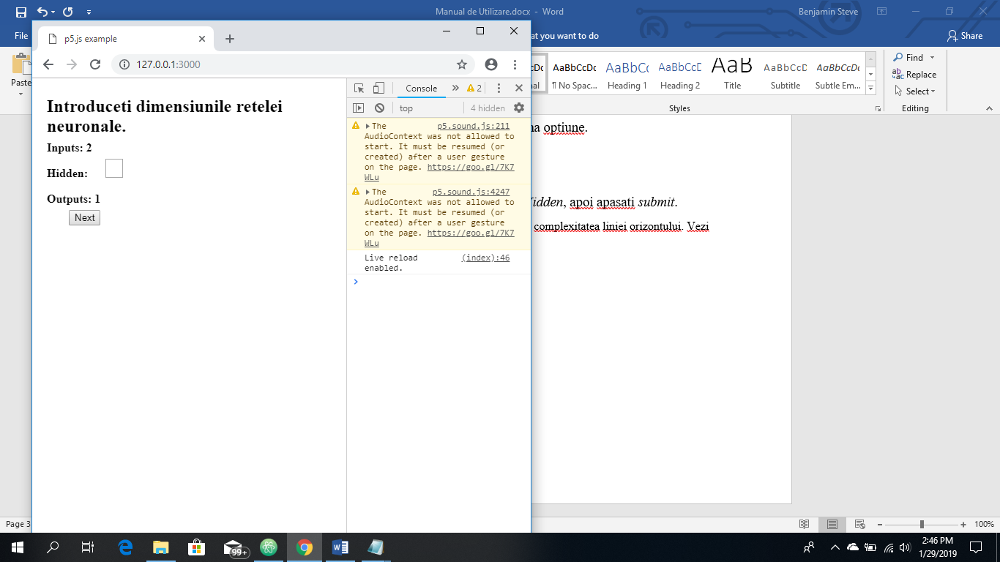 Manual de Utilizare.docx - Word
Benjamin Steve
File
at you want to do
Share
p5.js example
127.0.0.1:3000
Paste
AaBbCcDc
AaBbCcDc
AaBbCc
AaBbCcD
AaB
AaBbCcD
AaBbCcDc
¶ No Spac...
Heading 1
Heading 2
Title
Subtitle
Subtle Em...
Styles
Find
Replace
Select
Editing
Introduceti dimensiunile retelei
neuronale.
Inputs: 2
Hidden:
Outputs: 1
Next
Console
2
top
4 hidden
The p5.sound.js:211
AudioContext was not allowed to
start. It must be resumed (or
created) after a user gesture
on the page. https://goo.gl/7K7
WLu
The p5.sound.js:4247
AudioContext was not allowed to
start. It must be resumed (or
created) after a user gesture
on the page. https://goo.gl/7K7
WLu
Live reload (index):46
enabled.
optiune.
apoi apasati submit.
complexitatea liniei orizontului. Vezi
Page 3
100%
99+
2:46 PM
1/29/2019